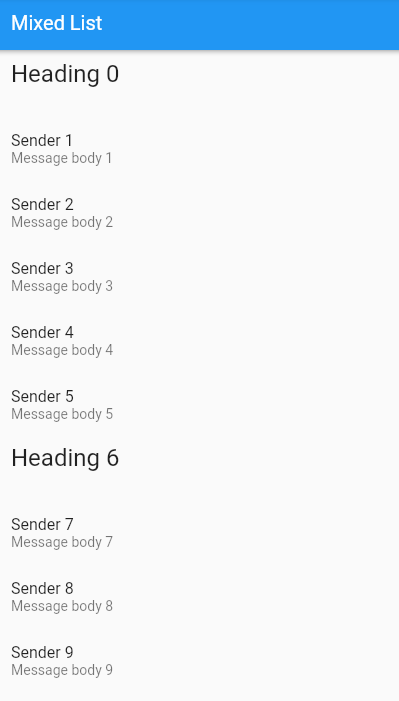 Mixed List
Heading 0
Sender 1
Message body 1
Sender 2
Message body 2
Sender 3
Message body 3
Sender 4
Message body 4
Sender 5
Message body 5
Heading 6
Sender 7
Message body 7
Sender 8
Message body 8
Sender 9
Message body 9